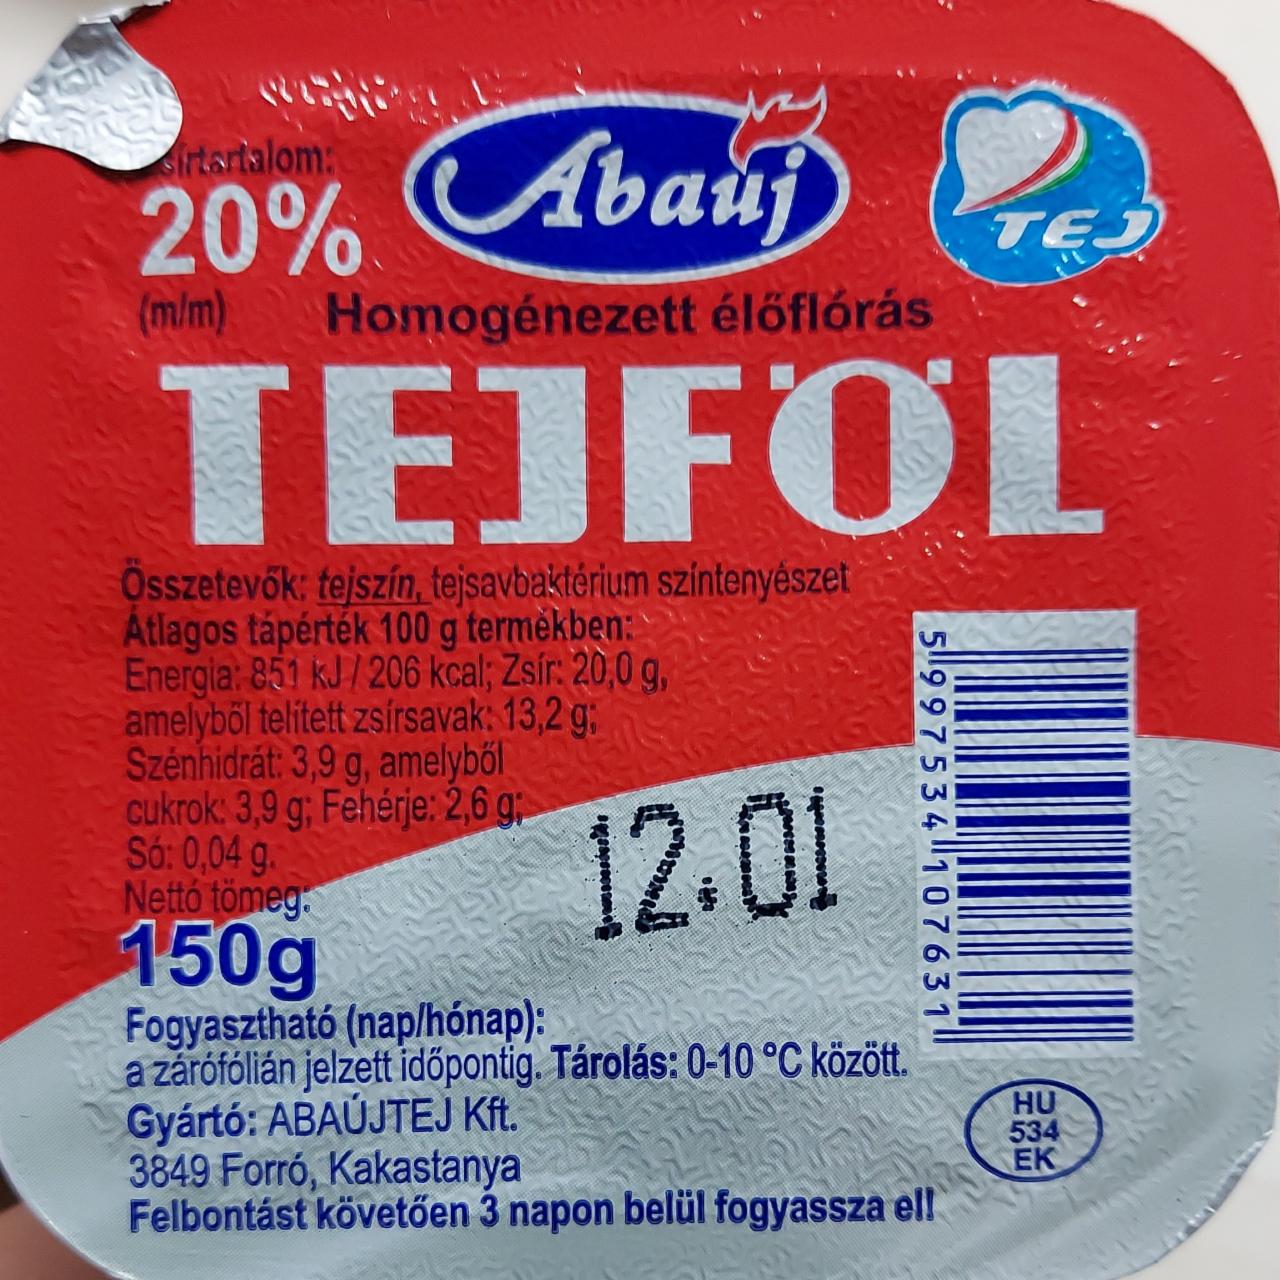 Abaúj
TEJ
sírtartalom:
20%
(m/m)
Homogénezett élőflórás
TEJFÖL
Összetevők: tejszín, tejsavbaktérium színtenyészet
Átlagos tápérték 100 g termékben:
Energia: 851 kJ / 206 kcal; Zsír: 20,0 g,
amelyből telített zsírsavak: 13,2 g;
Szénhidrát: 3,9 g, amelyből
cukrok: 3,9 g; Fehérje: 2,6 g;
Só: 0,04 g.
Nettó tömeg:
150g
12.01
5997534107631
Fogyasztható (nap/hónap):
a zárófólián jelzett időpontig. Tárolás: 0-10 °C között.
Gyártó: ABAÚJTEJ Kft.
3849 Forró, Kakastanya
Felbontást követően 3 napon belül fogyassza el!
HU
534
EK